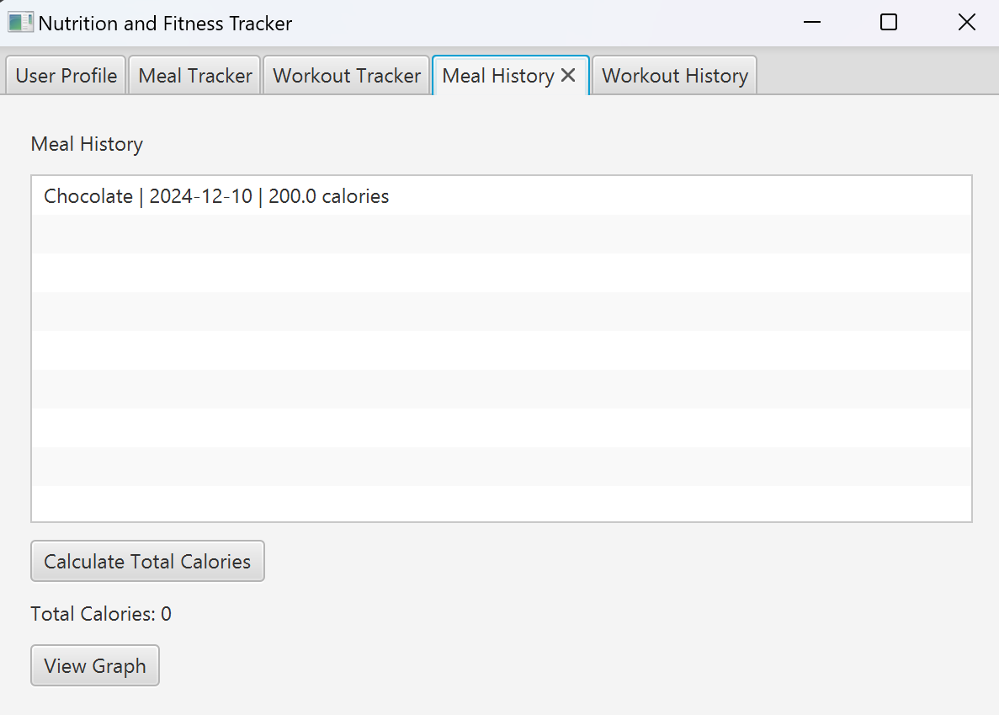 Nutrition and Fitness Tracker
User Profile Meal Tracker Workout Tracker Meal History Workout History
Meal History
Chocolate | 2024-12-10 | 200.0 calories
Calculate Total Calories
Total Calories: 0
View Graph